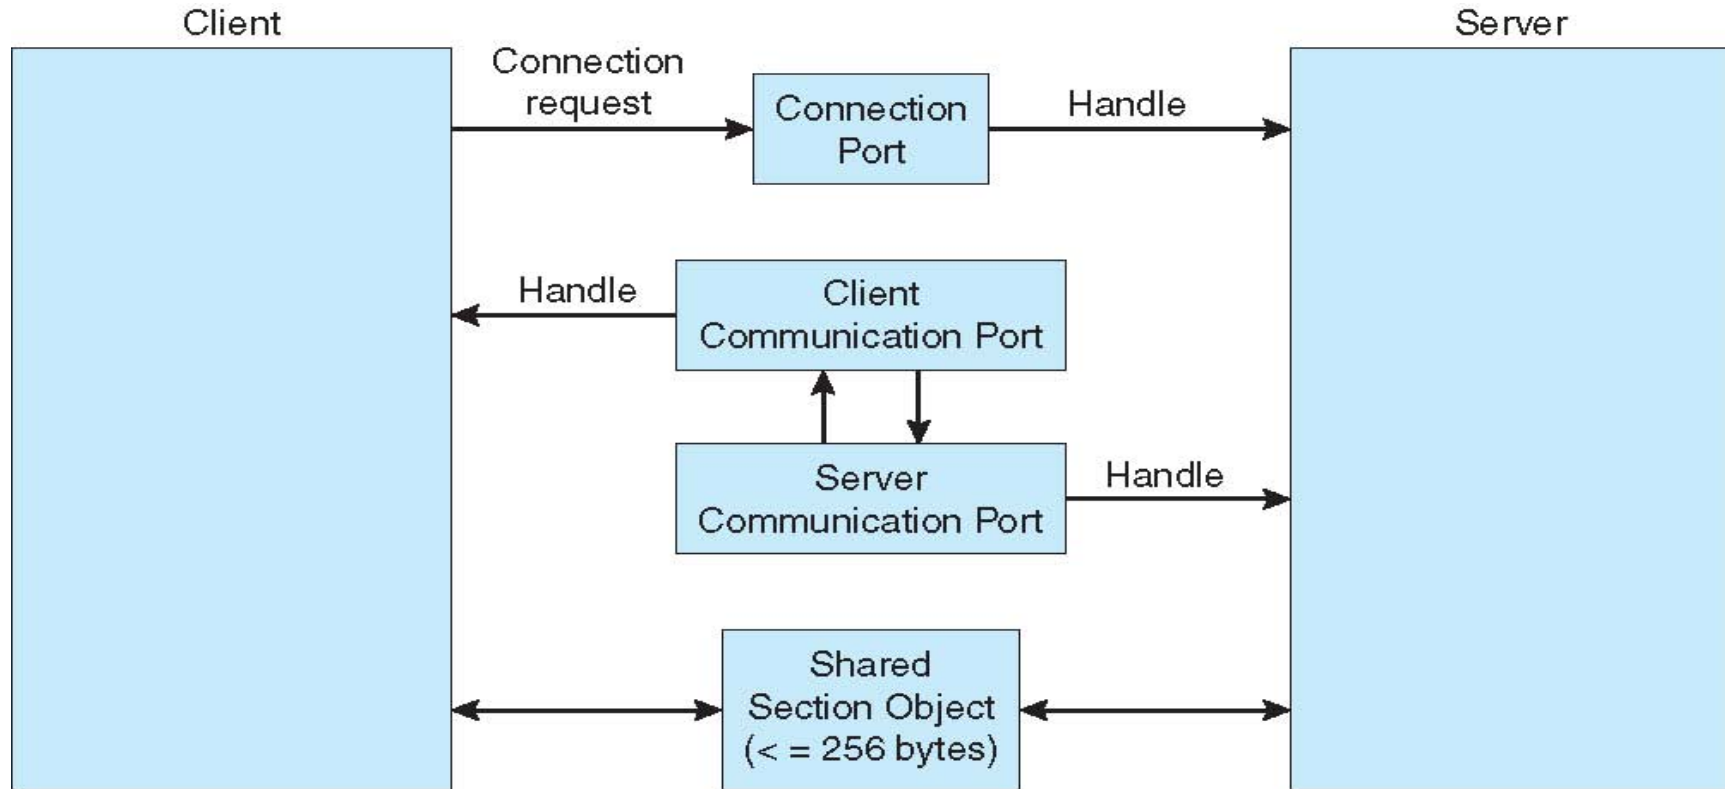 Client
Server
Connection
request
Connection
Port
Handle
Handle
Client
Communication Port
Server
Communication Port
Handle
Shared
Section Object
(< = 256 bytes)